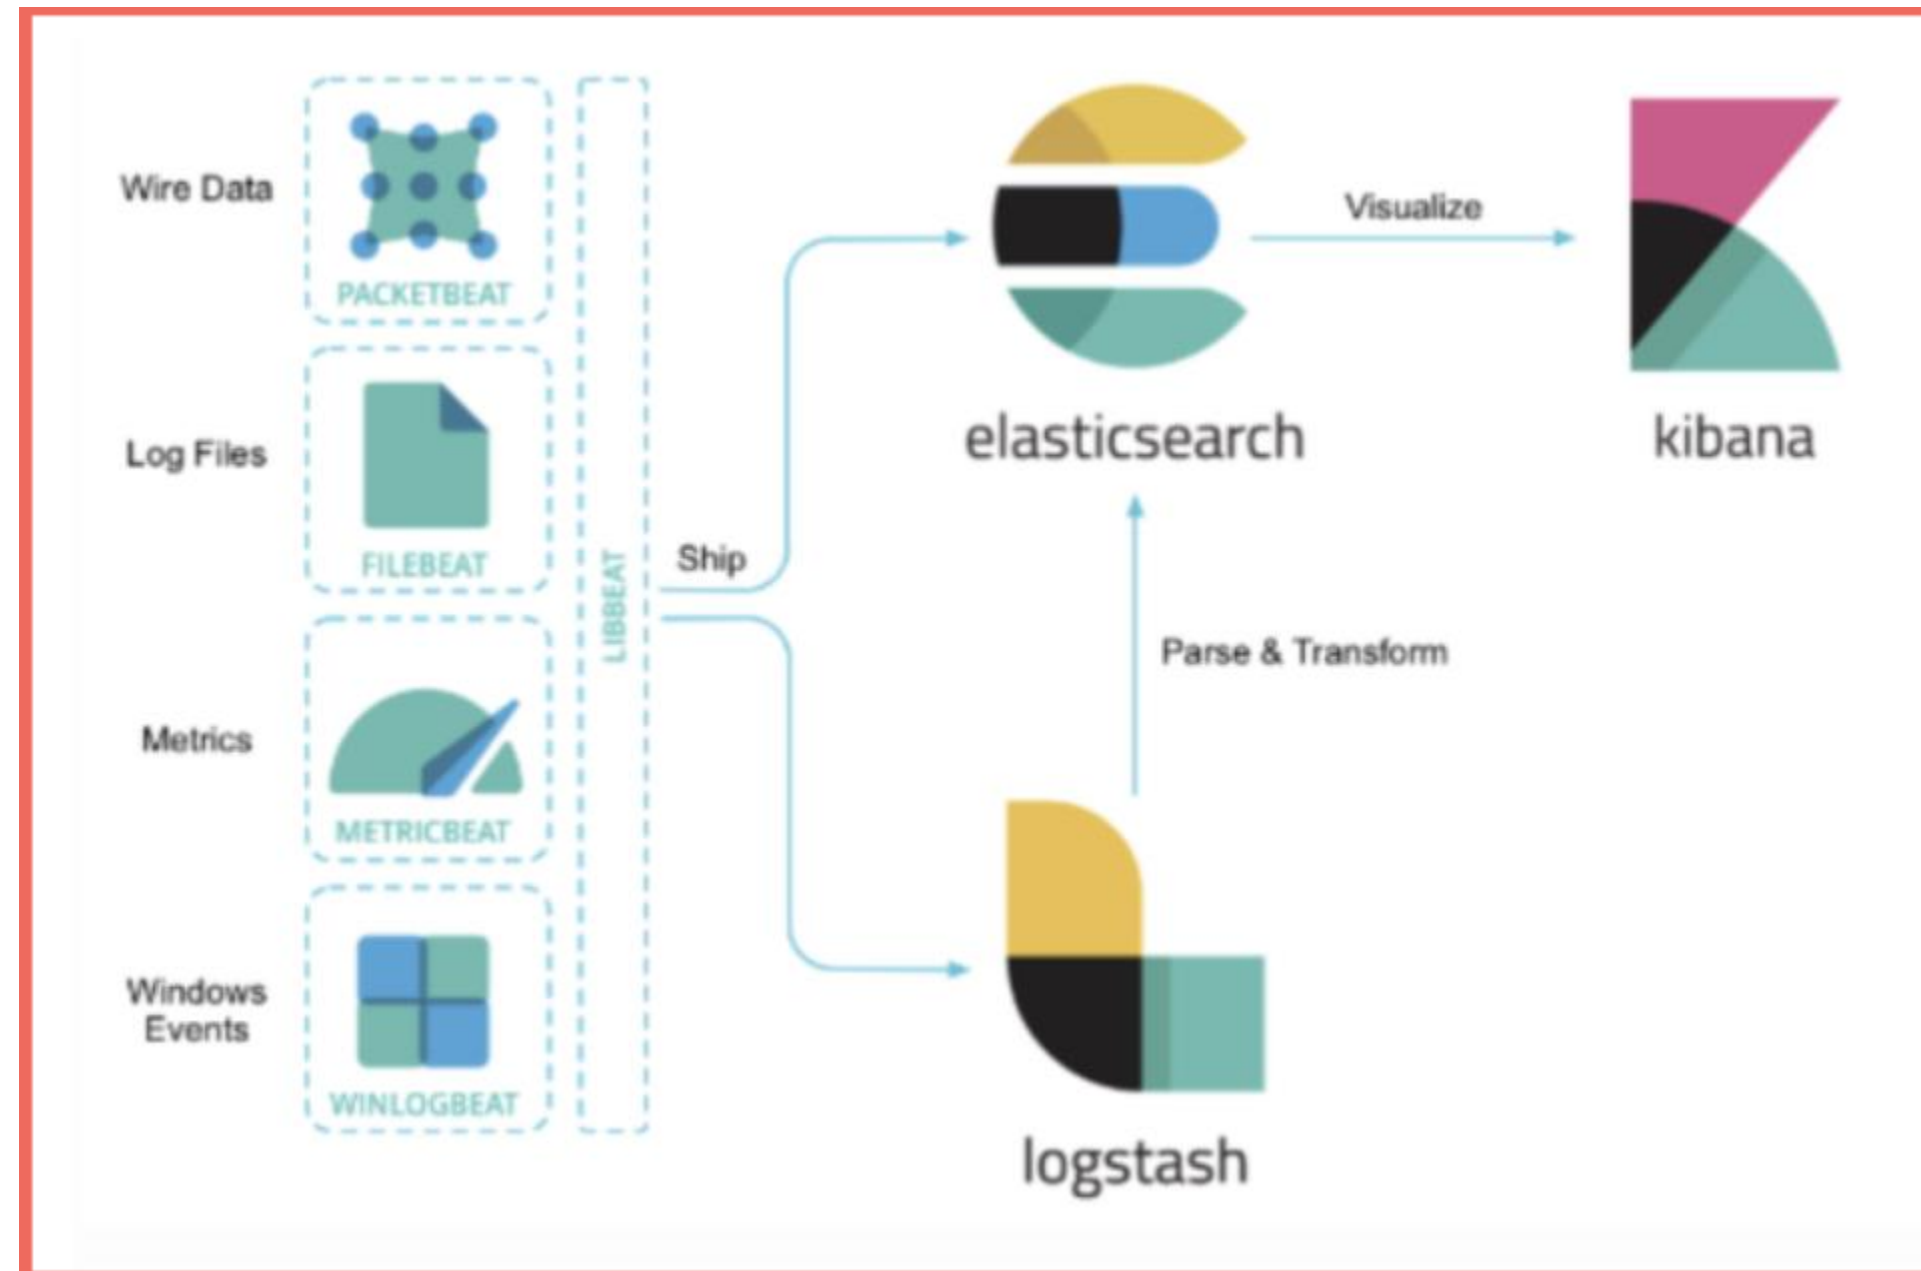 Wire Data
PACKETBEAT
Log Files
FILEBEAT
Metrics
METRICBEAT
Windows
Events
WINLOGBEAT
LIBBEAT
Ship
elasticsearch
Visualize
kibana
Parse & Transform
logstash